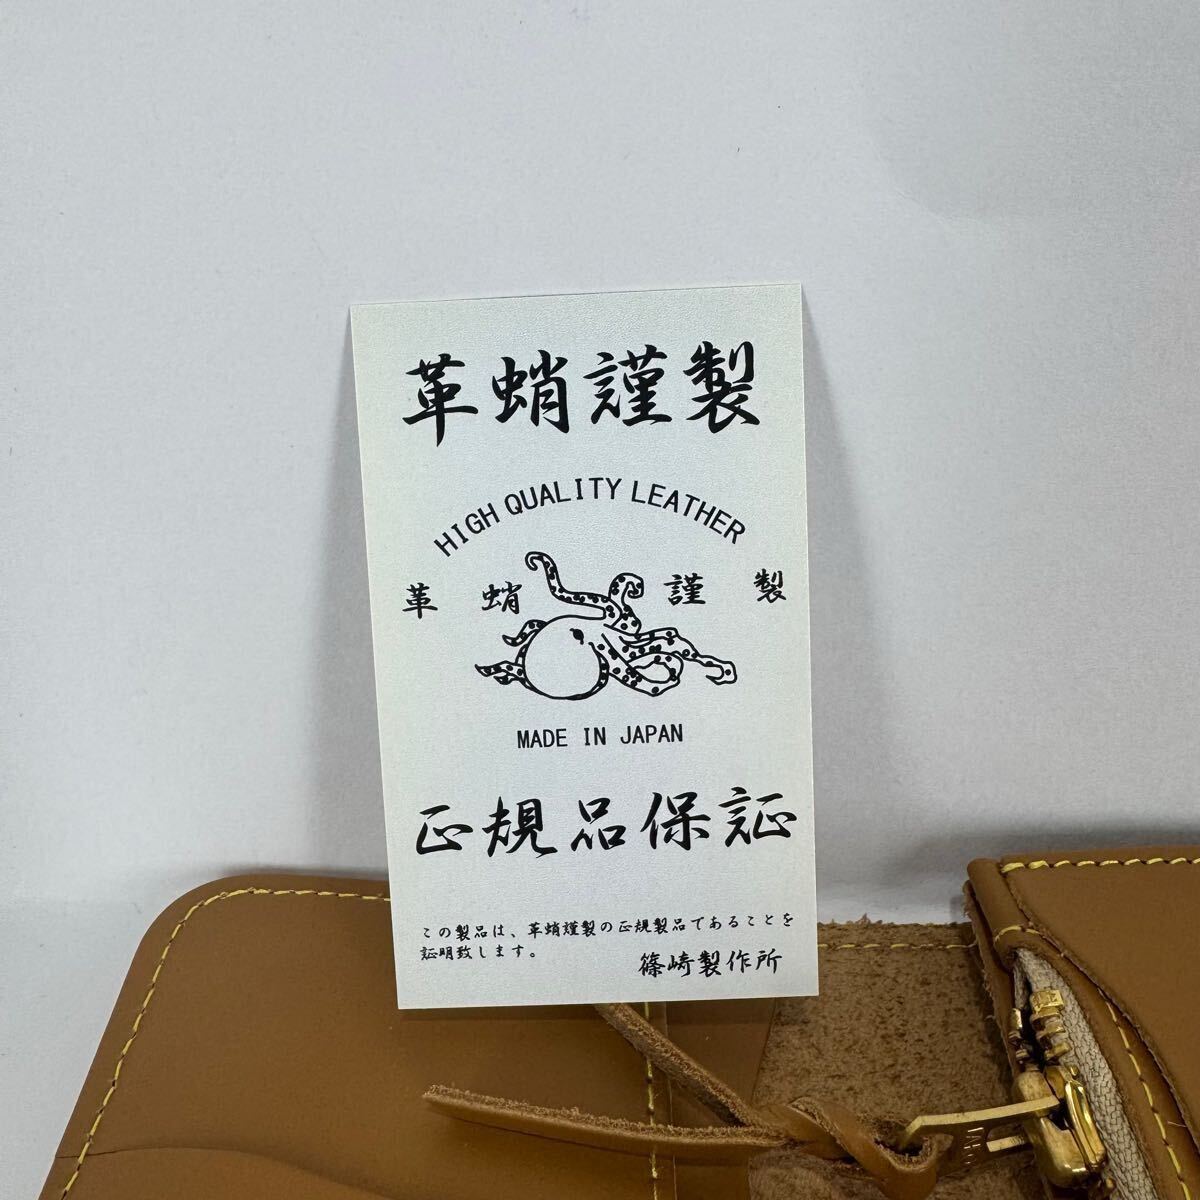 革蛸謹製
HIGH QUALITY LEATHER
革蛸謹製
MADE IN JAPAN
正規品保証
この製品は、革蛸謹製の正規製品であることを
証明致します。
篠崎製作所